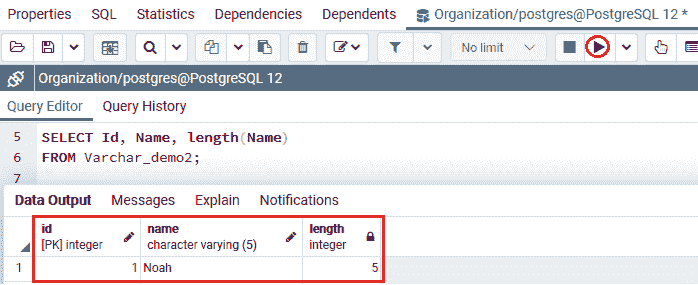 Properties SQL Statistics Dependencies Dependents Organization/postgres@PostgreSQL 12 *
No limit
Organization/postgres@PostgreSQL 12
Query Editor Query History
5 SELECT Id, Name, length(Name)
6 FROM Varchar_demo2;
7
Data Output Messages Explain Notifications
id name length
[PK] integer character varying (5) integer
1 1 Noah 5